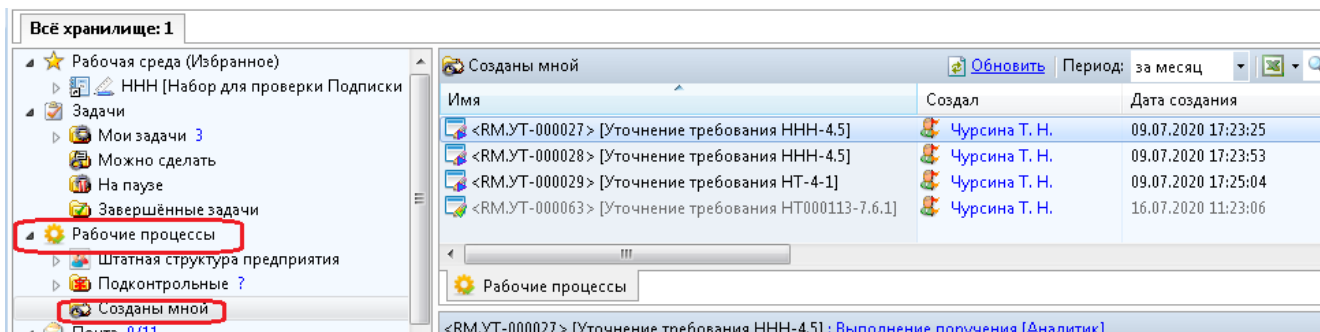 Всё хранилище: 1
Рабочая среда (Избранное)
ННН [Набор для проверки Подписки
Задачи
Мои задачи 3
Можно сделать
На паузе
Завершённые задачи
Рабочие процессы
Штатная структура предприятия
Подконтрольные ?
Созданы мной
Почта 0/11
Созданы мной Обновить Период: за месяц
Имя Создал Дата создания
<RM.УТ-000027> [Уточнение требования ННН-4.5] Чурсина Т. Н. 09.07.2020 17:23:25
<RM.УТ-000028> [Уточнение требования ННН-4.5] Чурсина Т. Н. 09.07.2020 17:23:53
<RM.УТ-000029> [Уточнение требования НТ-4-1] Чурсина Т. Н. 09.07.2020 17:25:04
<RM.УТ-000063> [Уточнение требования НТ000113-7.6.1] Чурсина Т. Н. 16.07.2020 11:23:06
Рабочие процессы
<RM.УТ-000027> [Уточнение требования ННН-4.5] : Выполнение поручения [Аналитик]